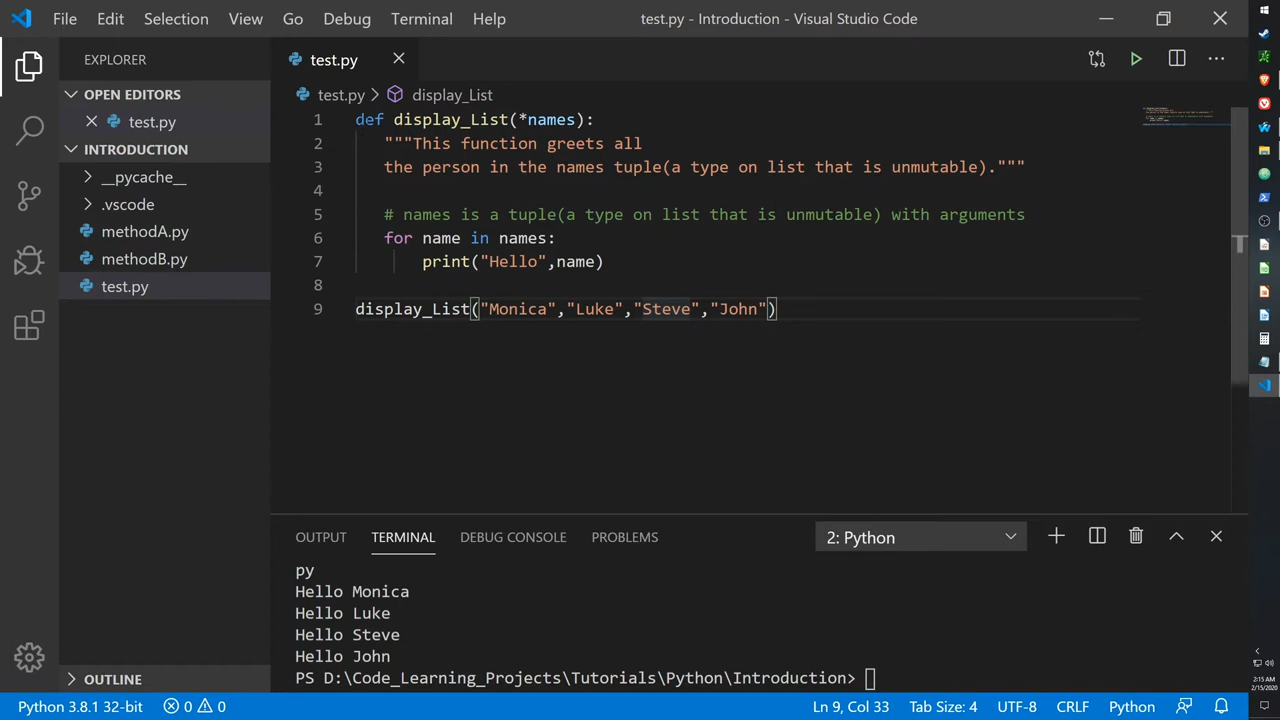 File Edit Selection View Go Debug Terminal Help test.py - Introduction - Visual Studio Code
EXPLORER
OPEN EDITORS
test.py
INTRODUCTION
__pycache__
.vscode
methodA.py
methodB.py
test.py
OUTLINE
test.py
test.py > display_List
1 def display_List(*names):
2 """This function greets all
3 the person in the names tuple(a type on list that is unmutable)."""
4
5 # names is a tuple(a type on list that is unmutable) with arguments
6 for name in names:
7 print("Hello",name)
8
9 display_List("Monica","Luke","Steve","John")
OUTPUT TERMINAL DEBUG CONSOLE PROBLEMS 2: Python
py
Hello Monica
Hello Luke
Hello Steve
Hello John
PS D:\Code_Learning_Projects\Tutorials\Python\Introduction>
Python 3.8.1 32-bit 0 0 Ln 9, Col 33 Tab Size: 4 UTF-8 CRLF Python
2:15 AM
2/15/2020